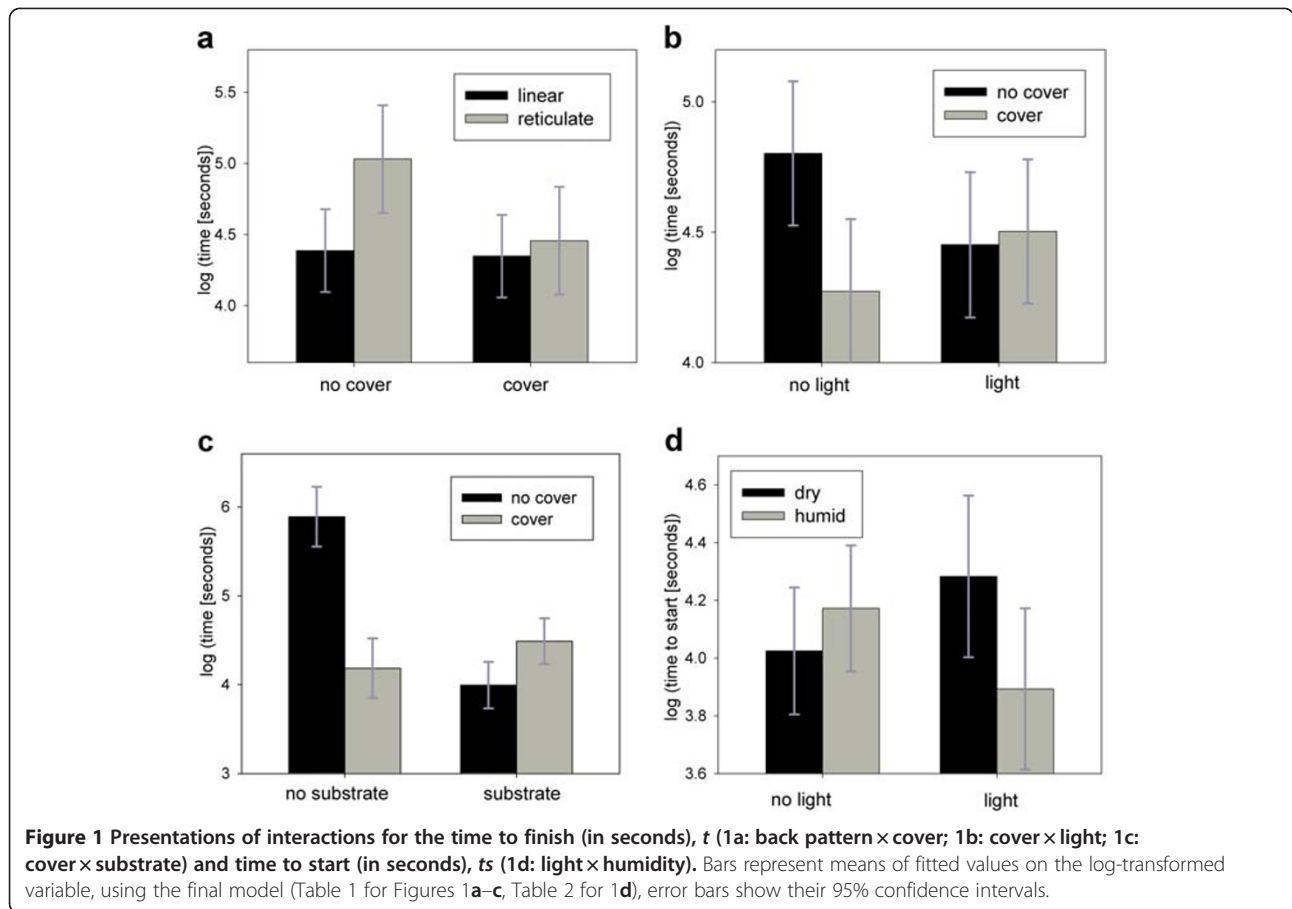 a
5.5
5.0
4.5
4.0
log (time [seconds])
linear
reticulate
no cover
cover
b
5.0
4.5
4.0
log (time [seconds])
no cover
cover
no light
light
c
6
5
4
3
log (time [seconds])
no cover
cover
no substrate
substrate
d
4.6
4.4
4.2
4.0
3.8
3.6
log (time to start [seconds])
dry
humid
no light
light
Figure 1 Presentations of interactions for the time to finish (in seconds), t (1a: back pattern × cover; 1b: cover × light; 1c:
cover × substrate) and time to start (in seconds), ts (1d: light × humidity). Bars represent means of fitted values on the log-transformed
variable, using the final model (Table 1 for Figures 1a–c, Table 2 for 1d), error bars show their 95% confidence intervals.